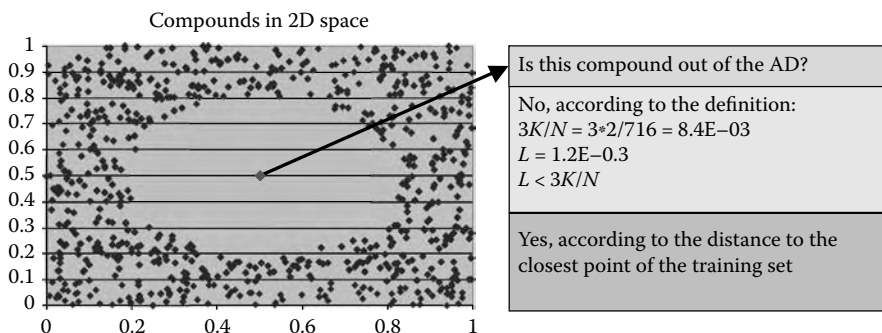 Compounds in 2D space
1
0.9
0.8
0.7
0.6
0.5
0.4
0.3
0.2
0.1
0
0 0.2 0.4 0.6 0.8 1
Is this compound out of the AD?
No, according to the definition:
3K/N = 3*2/716 = 8.4E–03
L = 1.2E–0.3
L < 3K/N
Yes, according to the distance to the
closest point of the training set